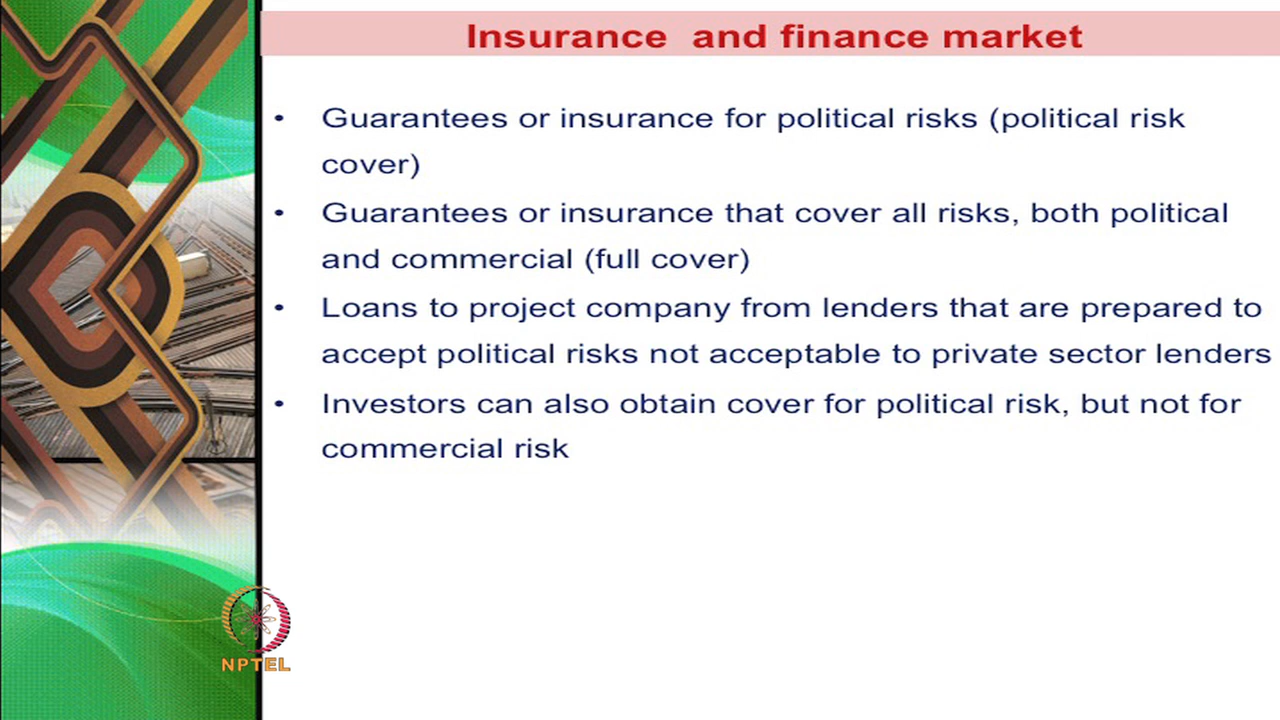 Insurance and finance market
• Guarantees or insurance for political risks (political risk
cover)
• Guarantees or insurance that cover all risks, both political
and commercial (full cover)
• Loans to project company from lenders that are prepared to
accept political risks not acceptable to private sector lenders
• Investors can also obtain cover for political risk, but not for
commercial risk
NPTEL